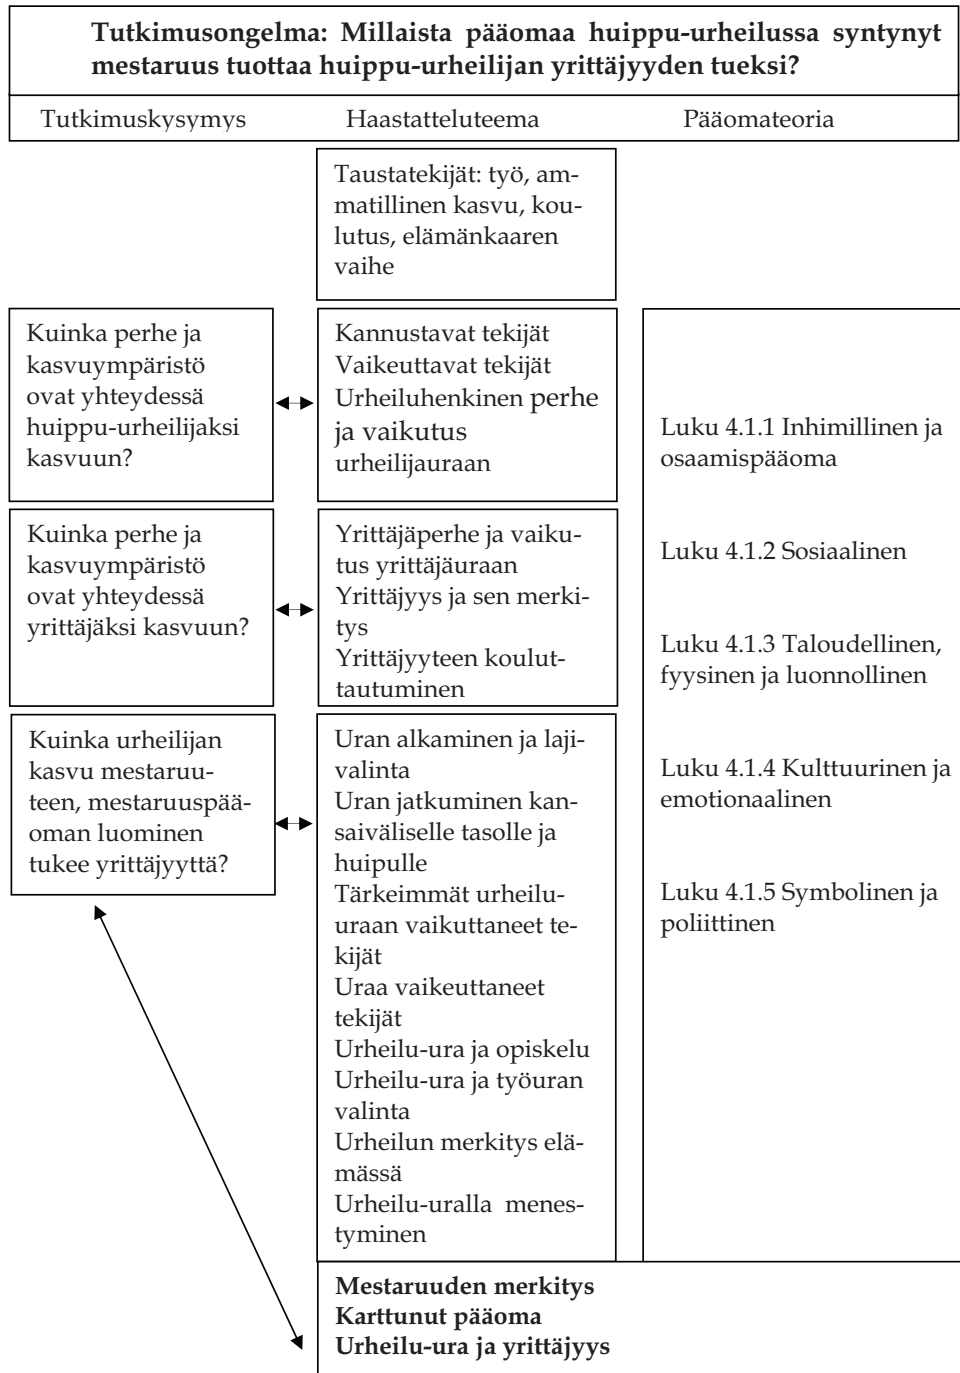 Tutkimusongelma: Millaista pääomaa huippu-urheilussa syntynyt
mestaruus tuottaa huippu-urheilijan yrittäjyyden tueksi?
Tutkimuskysymys
Haastatteluteema
Pääomateoria
Taustatekijät: työ, am-
matillinen kasvu, kou-
lutus, elämänkaaren
vaihe
Kuinka perhe ja
kasvuympäristö
ovat yhteydessä
huippu-urheilijaksi
kasvuun?
Kannustavat tekijät
Vaikeuttavat tekijät
Urheiluhenkinen perhe
ja vaikutus
urheilijauraan
Kuinka perhe ja
kasvuympäristö
ovat yhteydessä
yrittäjäksi kasvuun?
Yrittäjäperhe ja vaiku-
tus yrittäjäuraan
Yrittäjyys ja sen merki-
tys
Yrittäjyyteen koulut-
tautuminen
Kuinka urheilijan
kasvu mestaruu-
teen, mestaruuspää-
oman luominen
tukee yrittäjyyttä?
Uran alkaminen ja laji-
valinta
Uran jatkuminen kan-
saiväliselle tasolle ja
huipulle
Tärkeimmät urheilu-
uraan vaikuttaneet te-
kijät
Uraa vaikeuttaneet
tekijät
Urheilu-ura ja opiskelu
Urheilu-ura ja työuran
valinta
Urheilun merkitys elä-
mässä
Urheilu-uralla menes-
tyminen
Luku 4.1.1 Inhimillinen ja
osaamispääoma
Luku 4.1.2 Sosiaalinen
Luku 4.1.3 Taloudellinen,
fyysinen ja luonnollinen
Luku 4.1.4 Kulttuurinen ja
emotionaalinen
Luku 4.1.5 Symbolinen ja
poliittinen
Mestaruuden merkitys
Karttunut pääoma
Urheilu-ura ja yrittäjyys